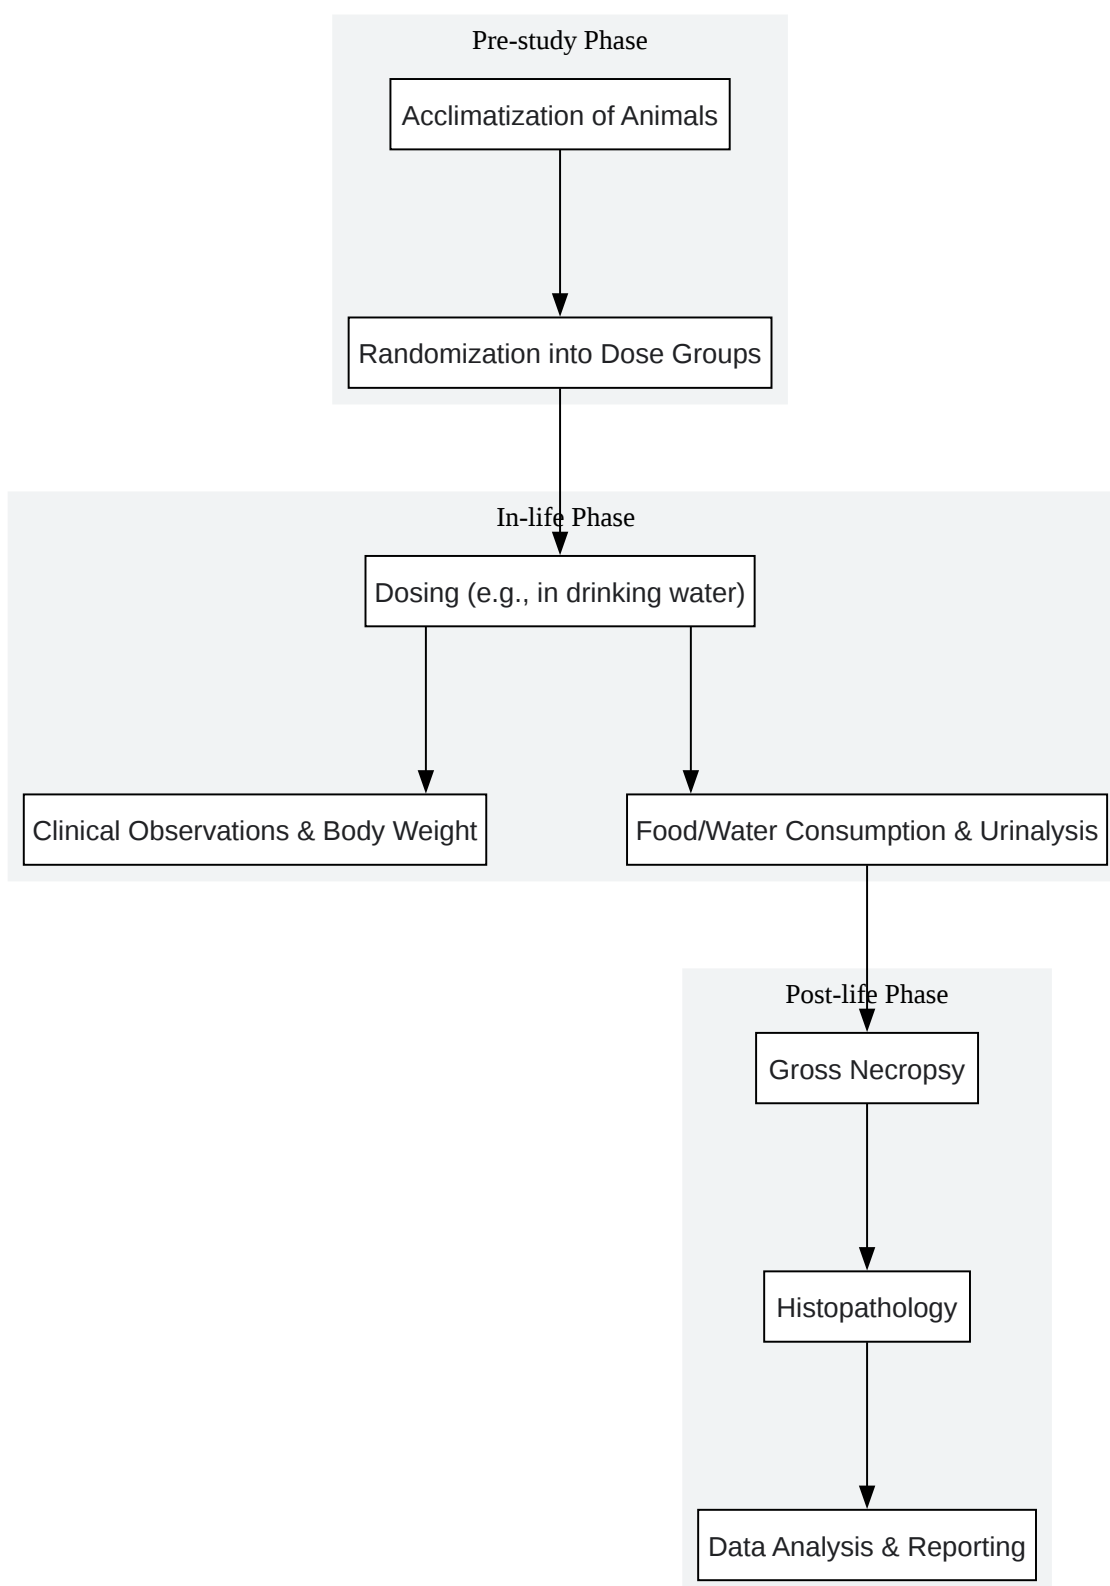 Pre-study Phase
Acclimatization of Animals
Randomization into Dose Groups
In-life Phase
Dosing (e.g., in drinking water)
Clinical Observations & Body Weight
Food/Water Consumption & Urinalysis
Post-life Phase
Gross Necropsy
Histopathology
Data Analysis & Reporting